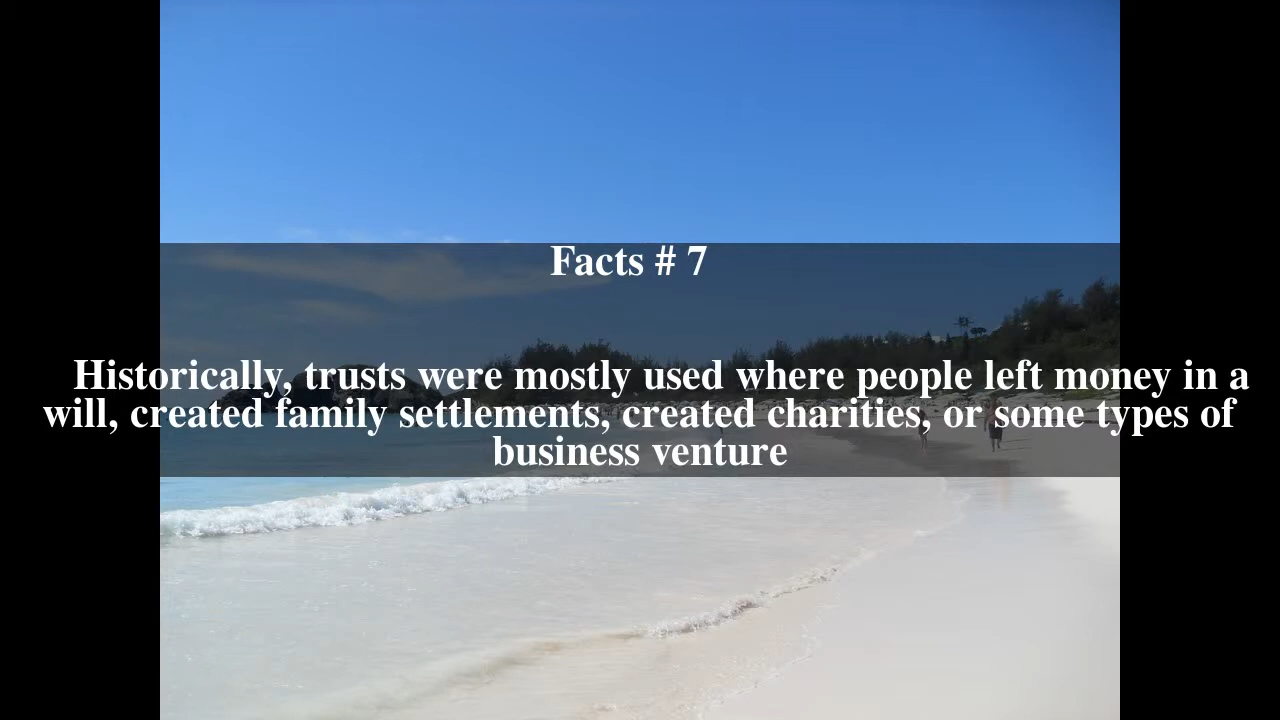 Facts # 7
Historically, trusts were mostly used where people left money in a
will, created family settlements, created charities, or some types of
business venture